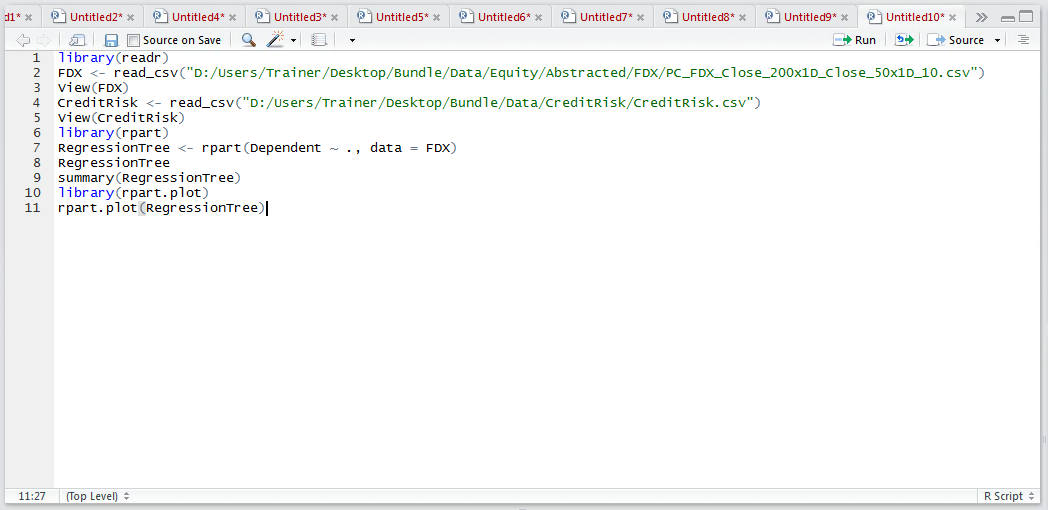 d1* Untitled2* Untitled4* Untitled3* Untitled5* Untitled6* Untitled7* Untitled8* Untitled9* Untitled10*
Source on Save Run Source
1 library(readr)
2 FDX <- read_csv("D:/Users/Trainer/Desktop/Bundle/Data/Equity/Abstracted/FDX/PC_FDX_Close_200x1D_Close_50x1D_10.csv")
3 View(FDX)
4 CreditRisk <- read_csv("D:/Users/Trainer/Desktop/Bundle/Data/CreditRisk/CreditRisk.csv")
5 View(CreditRisk)
6 library(rpart)
7 RegressionTree <- rpart(Dependent ~ ., data = FDX)
8 RegressionTree
9 summary(RegressionTree)
10 library(rpart.plot)
11 rpart.plot(RegressionTree)
11:27 (Top Level) R Script